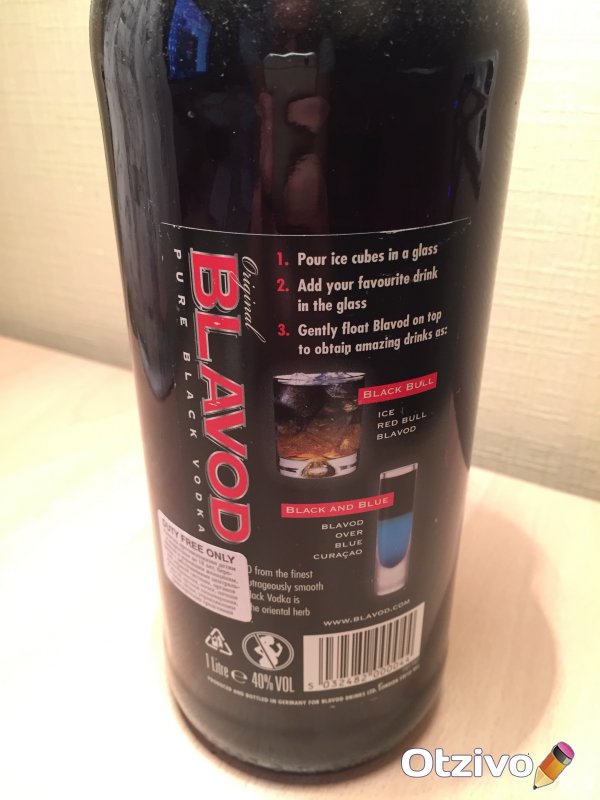 Original
BLAVOD
PURE BLACK VODKA
1. Pour ice cubes in a glass
2. Add your favourite drink
in the glass
3. Gently float Blavod on top
to obtain amazing drinks as:
BLACK BULL
ICE
RED BULL
BLAVOD
BLACK AND BLUE
BLAVOD
OVER
BLUE
CURAÇAO
DUTY FREE ONLY
from the finest
smooth
Vodka is
oriental herb
WWW.BLAVOD.COM
1 Litre e 40% VOL
PRODUCED AND BOTTLED IN GERMANY FOR BLAVOD DRINKS LTD. LONDON
Otzivo